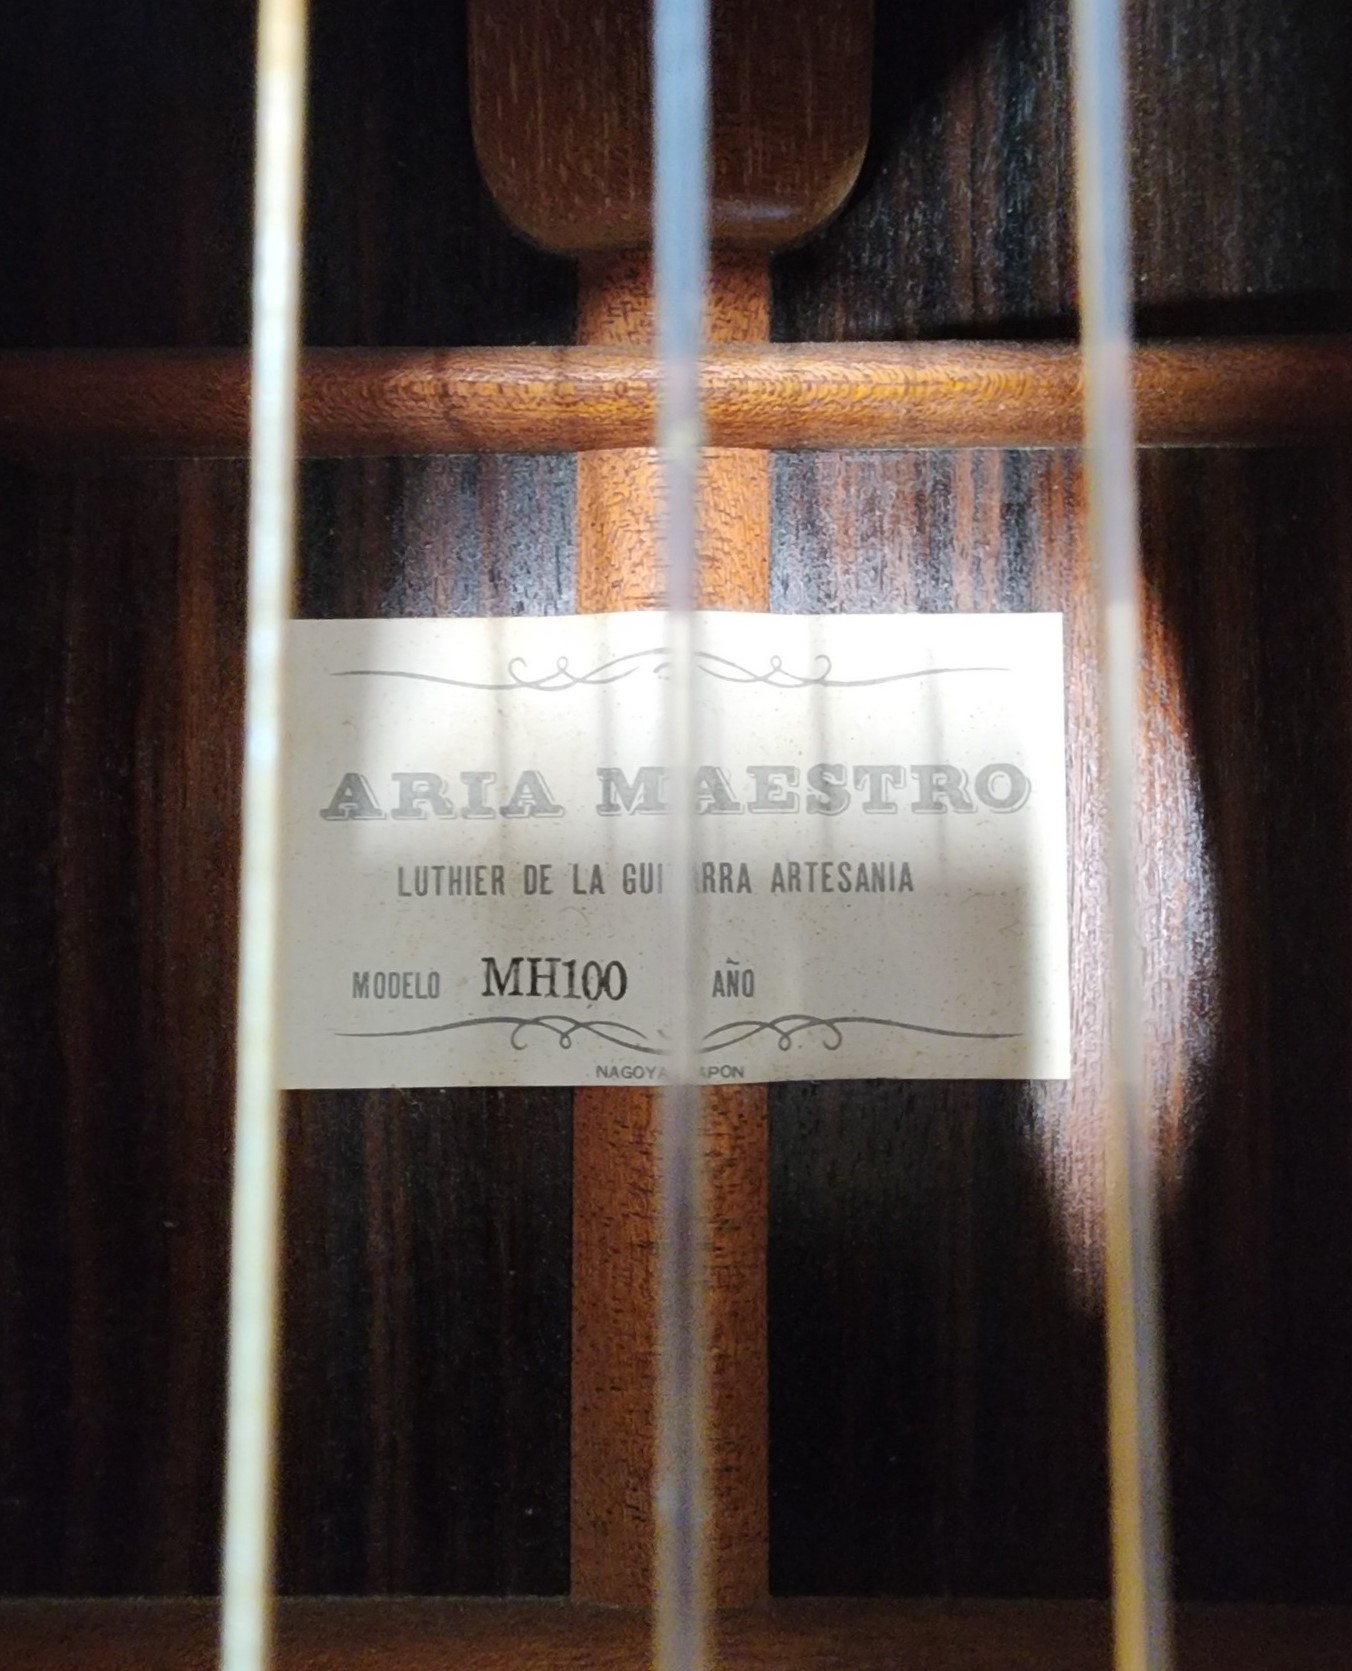 ARIA MAESTRO
LUTHIER DE LA GUITARRA ARTESANIA
MODELO MH100 AÑO
NAGOYA JAPON